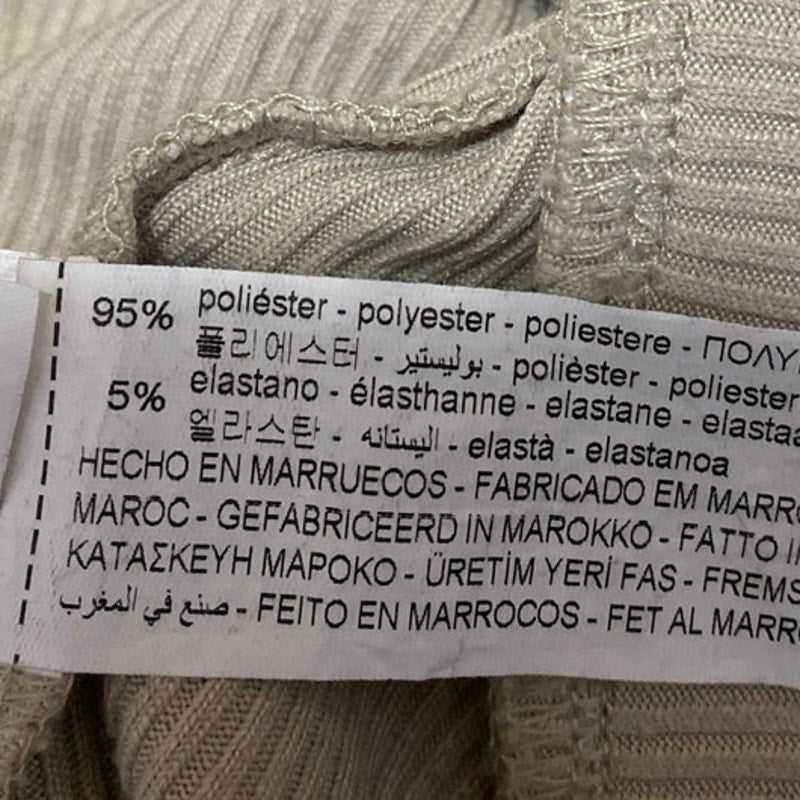 95% poliéster - polyester - poliestere - ΠΟΛΥ
플리에스터 - بوليستير - polièster - poliester
5% elastano - élasthanne - elastane - elasta
엘라스탄 - اليستانه - elastà - elastanoa
HECHO EN MARRUECOS - FABRICADO EM MARR
MAROC - GEFABRICEERD IN MAROKKO - FATTO I
ΚΑΤΑΣΚΕΥΗ ΜΑΡΟΚΟ - ÜRETİM YERİ FAS - FREMS
صنع في المغرب - FEITO EN MARROCOS - FET AL MARR